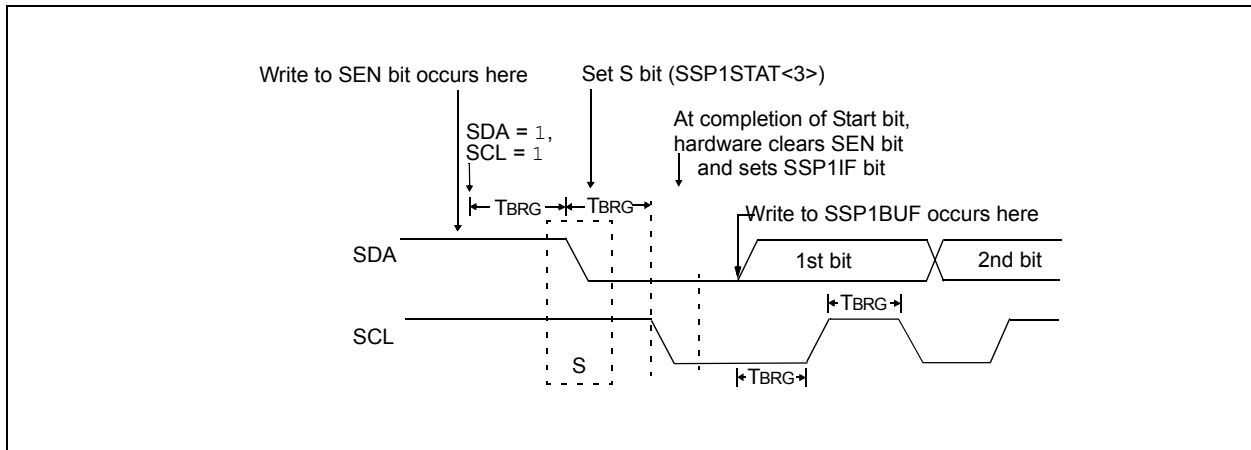 Write to SEN bit occurs here
Set S bit (SSP1STAT<3>)
At completion of Start bit,
hardware clears SEN bit
and sets SSP1IF bit
SDA = 1,
SCL = 1
TBRG
TBRG
Write to SSP1BUF occurs here
SDA
1st bit
2nd bit
TBRG
SCL
S
TBRG